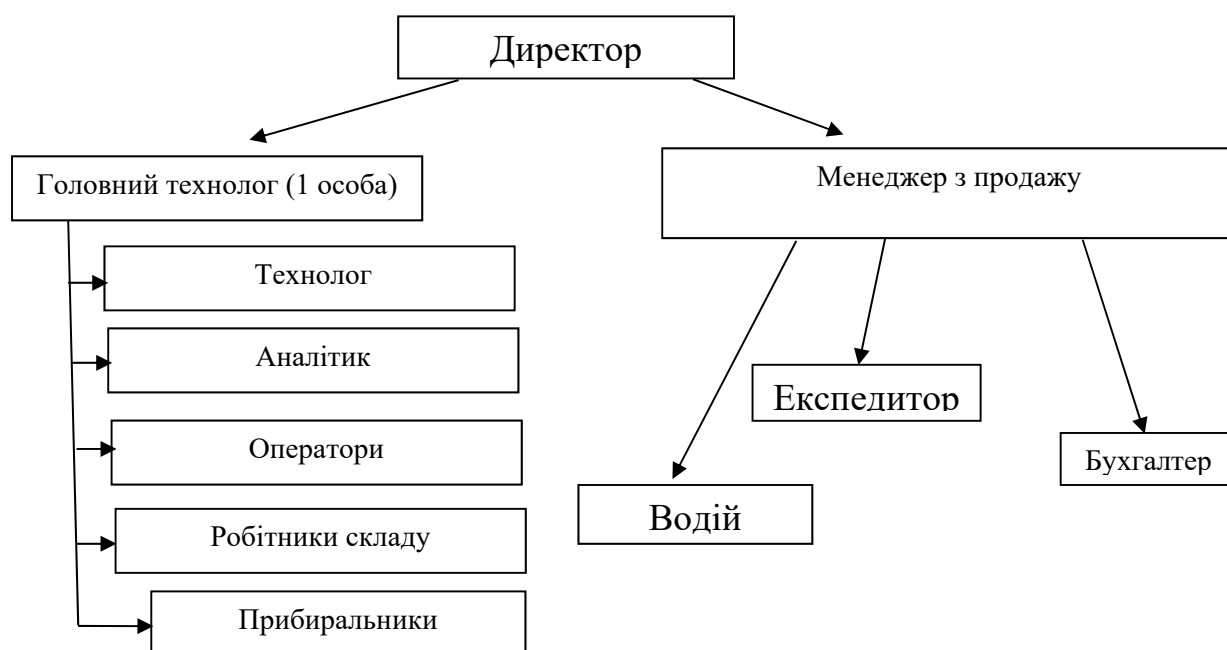 Директор
Головний технолог (1 особа)
Менеджер з продажу
Технолог
Аналітик
Оператори
Робітники складу
Прибиральники
Експедитор
Бухгалтер
Водій